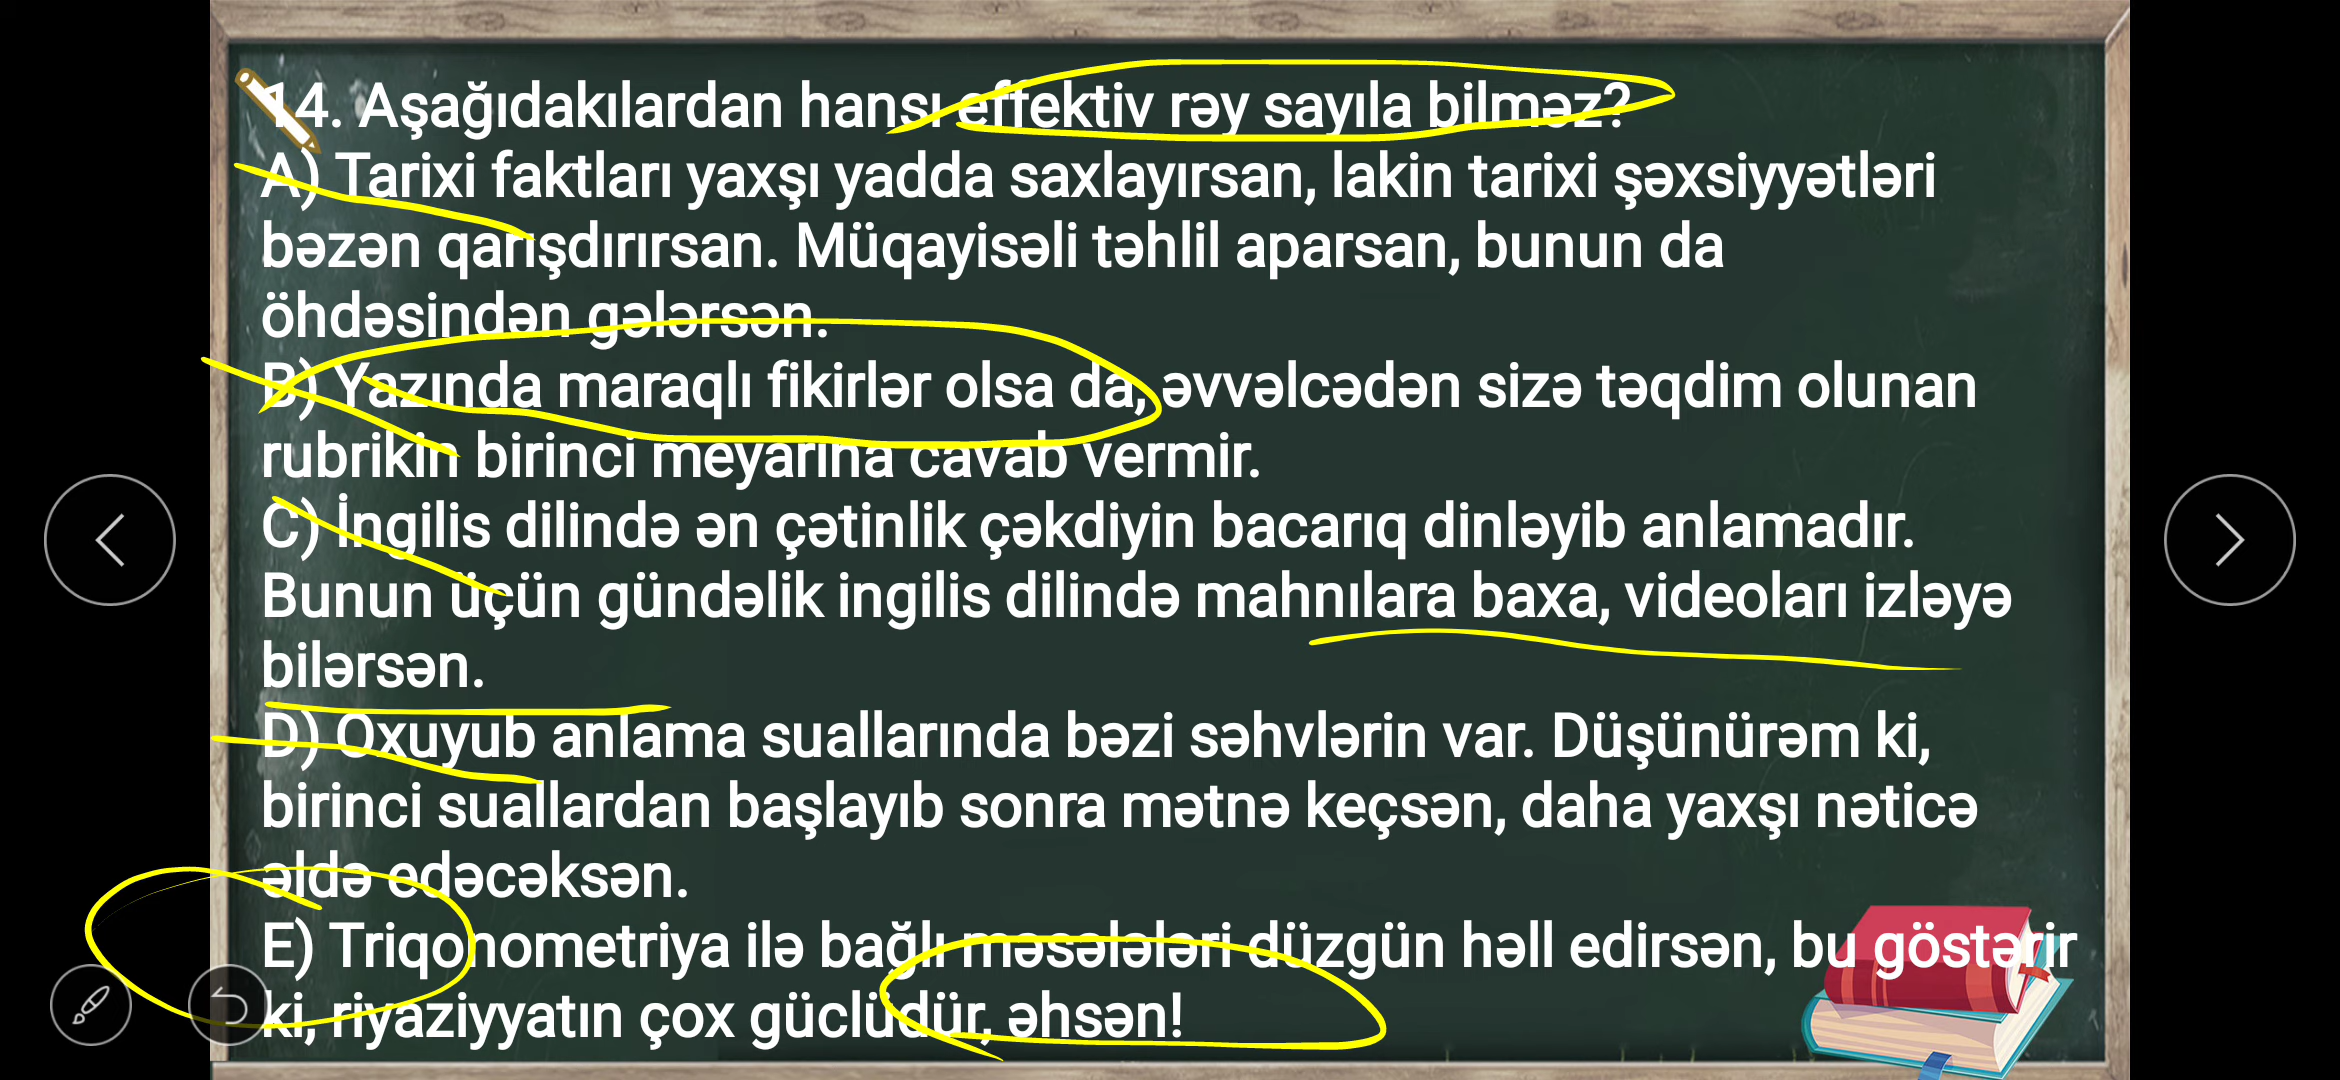 14. Aşağıdakılardan hansı effektiv rəy sayıla bilməz?
A) Tarixi faktları yaxşı yadda saxlayırsan, lakin tarixi şəxsiyyətləri
bəzən qarışdırırsan. Müqayisəli təhlil aparsan, bunun da
öhdəsindən gələrsən.
B) Yazında maraqlı fikirlər olsa da, əvvəlcədən sizə təqdim olunan
rubrikin birinci meyarına cavab vermir.
C) İngilis dilində ən çətinlik çəkdiyin bacarıq dinləyib anlamadır.
Bunun üçün gündəlik ingilis dilində mahnılara baxa, videoları izləyə
bilərsən.
D) Oxuyub anlama suallarında bəzi səhvlərin var. Düşünürəm ki,
birinci suallardan başlayıb sonra mətnə keçsən, daha yaxşı nəticə
əldə edəcəksən.
E) Triqonometriya ilə bağlı məsələləri düzgün həll edirsən, bu göstərir
ki, riyaziyyatın çox güclüdür, əhsən!